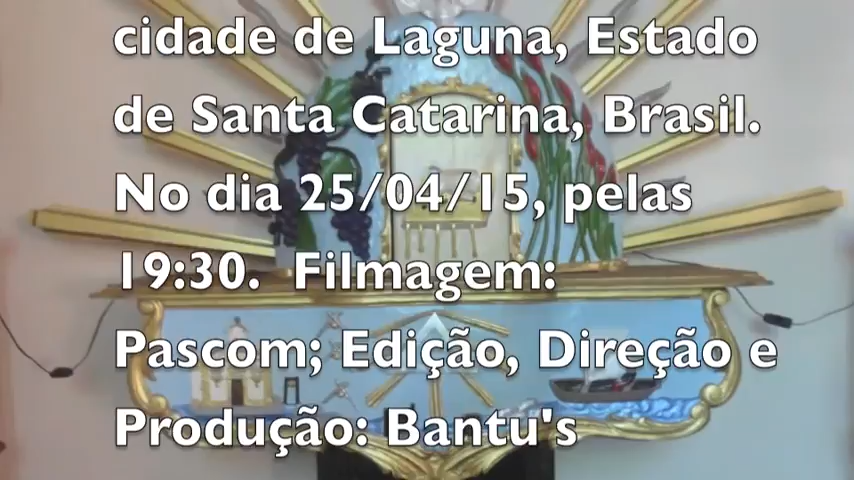 cidade de Laguna, Estado
de Santa Catarina, Brasil.
No dia 25/04/15, pelas
19:30. Filmagem:
Pascom; Edição, Direção e
Produção: Bantu's